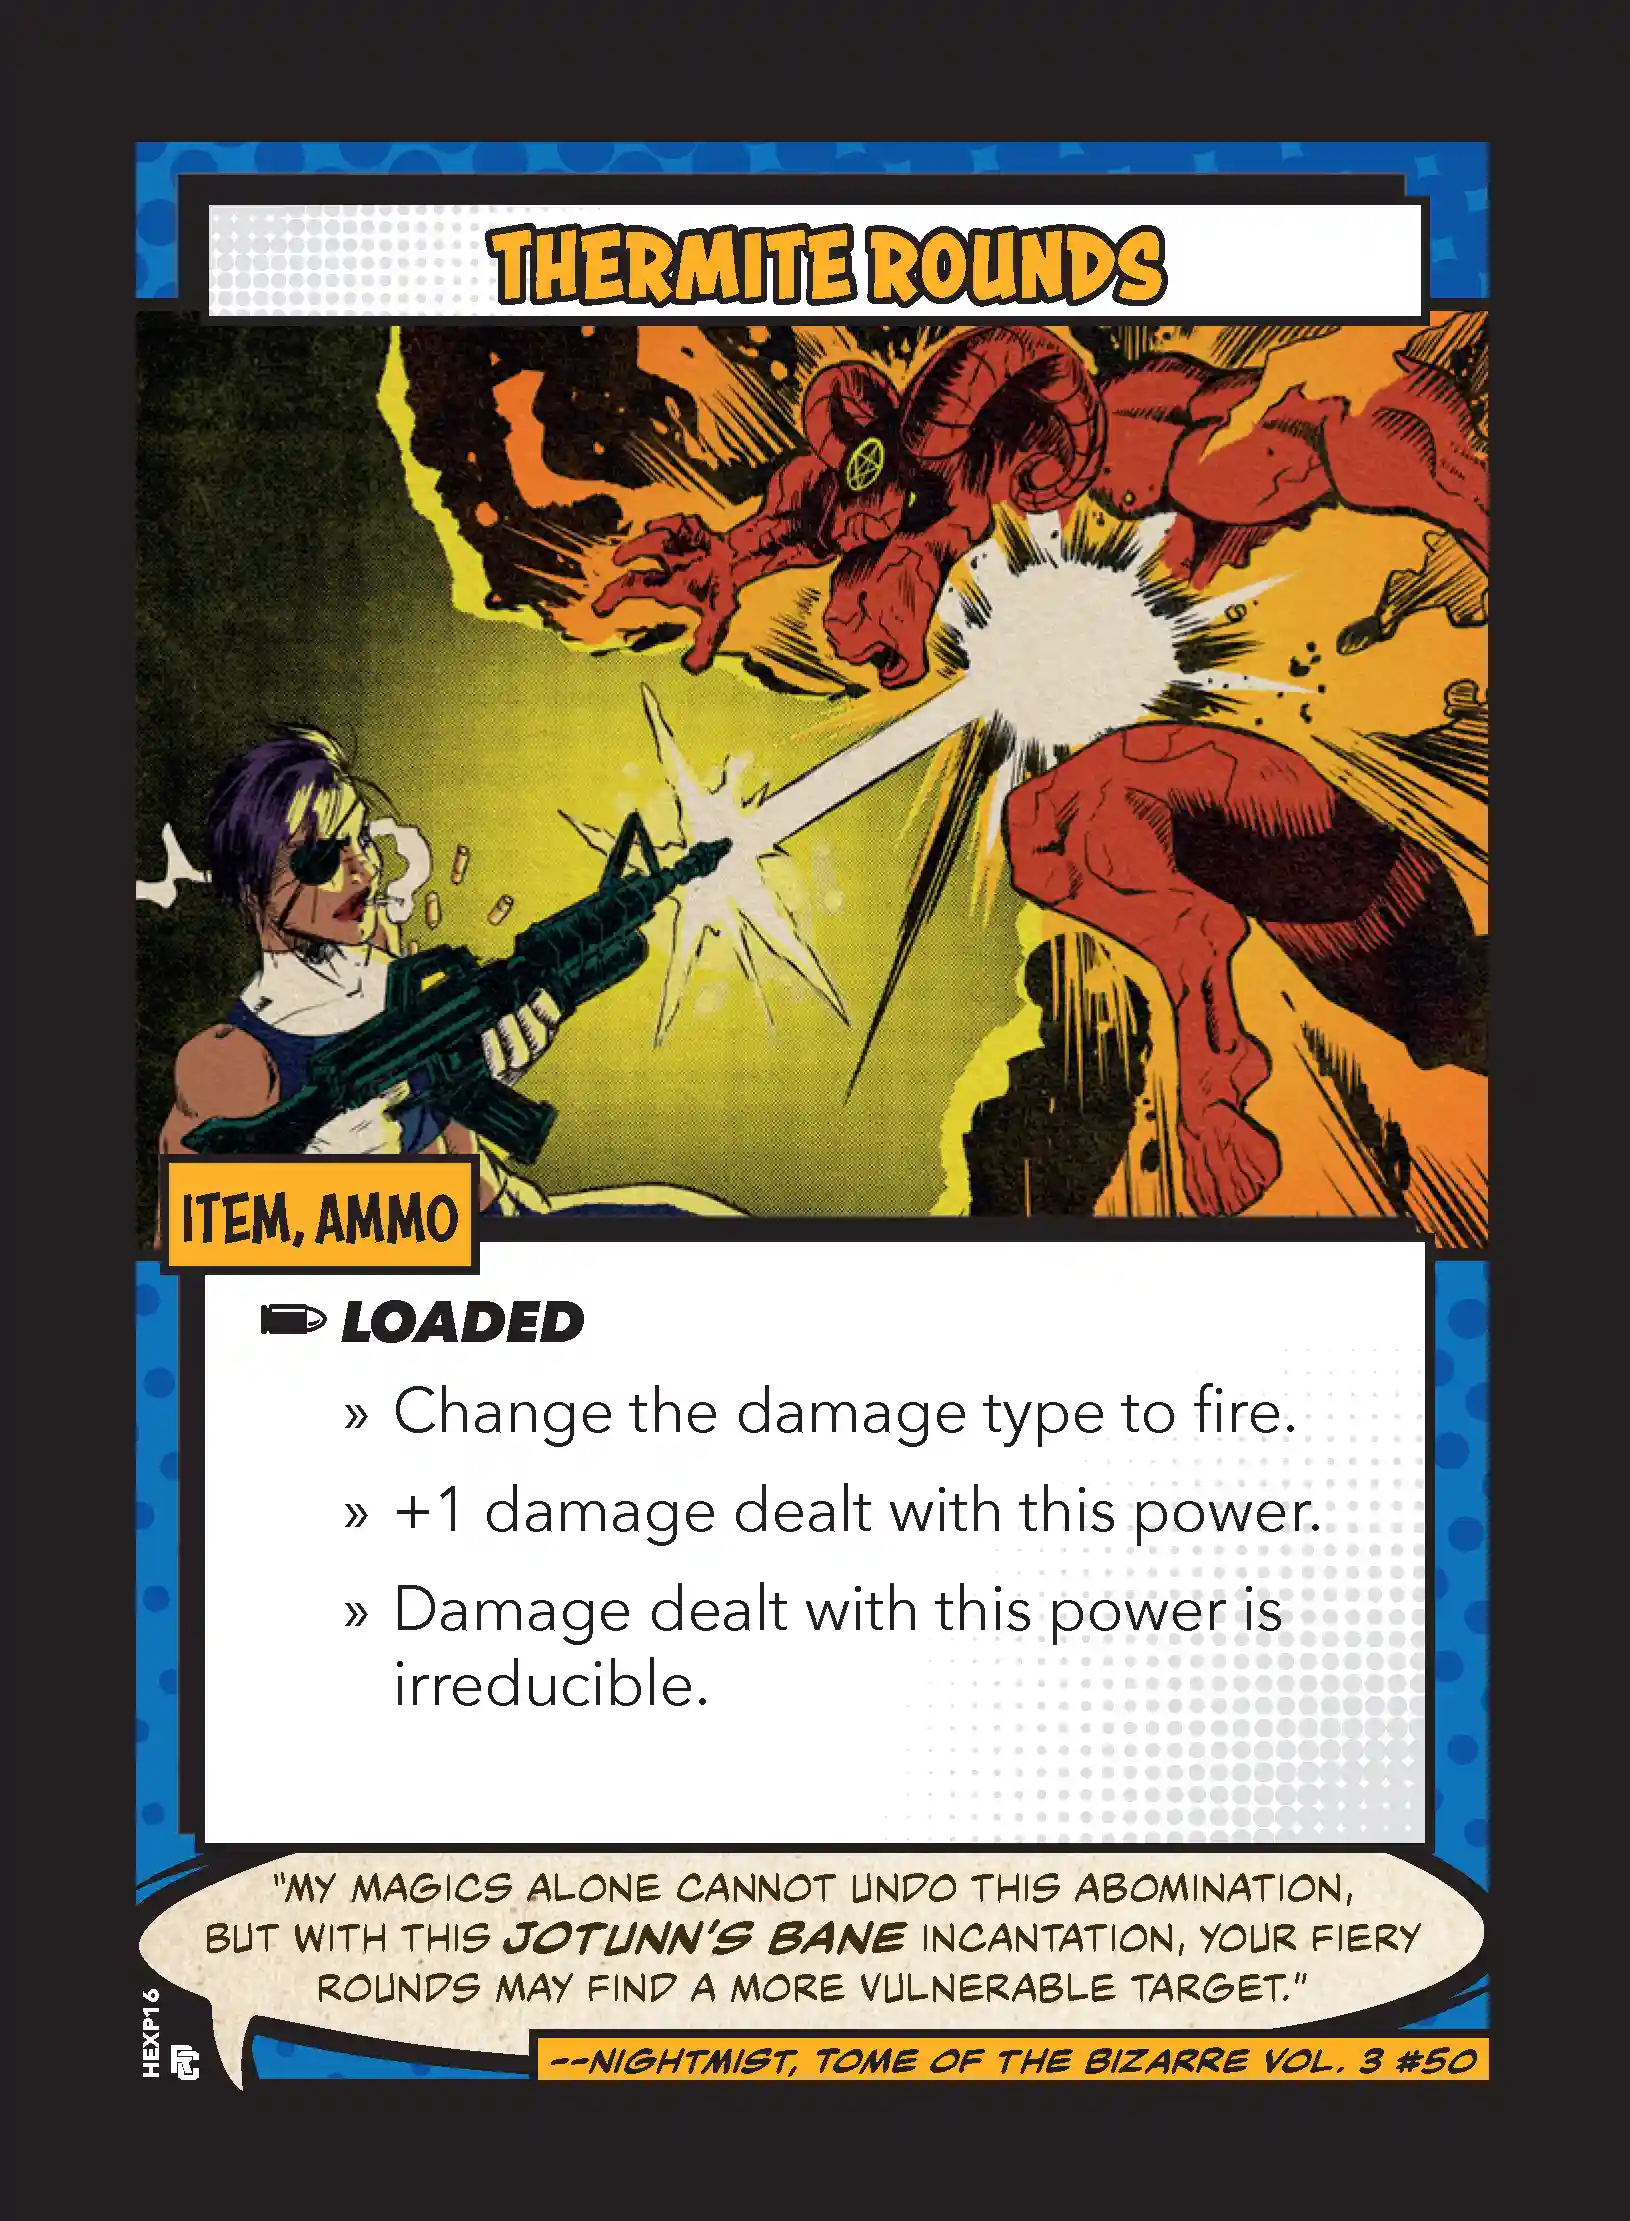 THERMITE ROUNDS
ITEM, AMMO
LOADED
» Change the damage type to fire.
» +1 damage dealt with this power.
» Damage dealt with this power is
irreducible.
"MY MAGICS ALONE CANNOT UNDO THIS ABOMINATION,
BUT WITH THIS JOTUNN'S BANE INCANTATION, YOUR FIERY
ROUNDS MAY FIND A MORE VULNERABLE TARGET."
--NIGHTMIST, TOME OF THE BIZARRE VOL. 3 #50
HEXP16